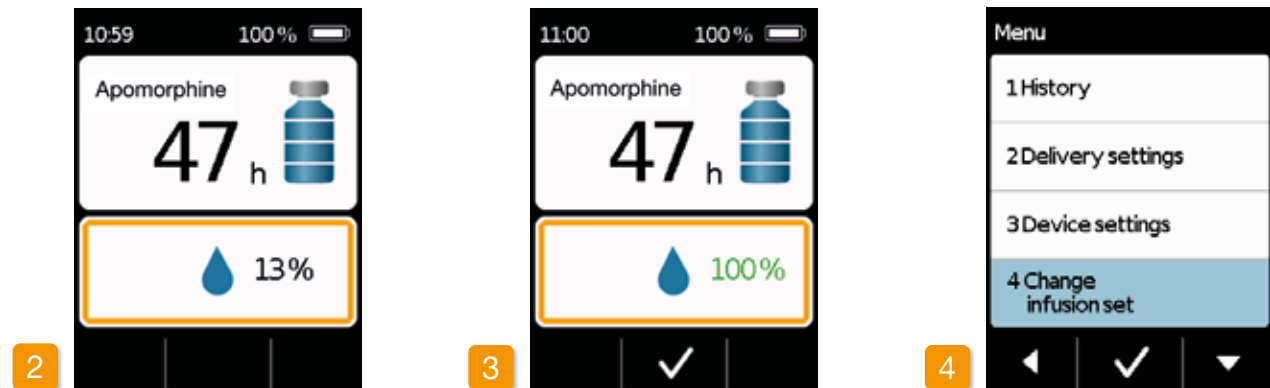 10:59 100 %
Apomorphine
47 h
13%
2
11:00 100 %
Apomorphine
47 h
100%
3
Menu
1 History
2 Delivery settings
3 Device settings
4 Change
infusion set
4